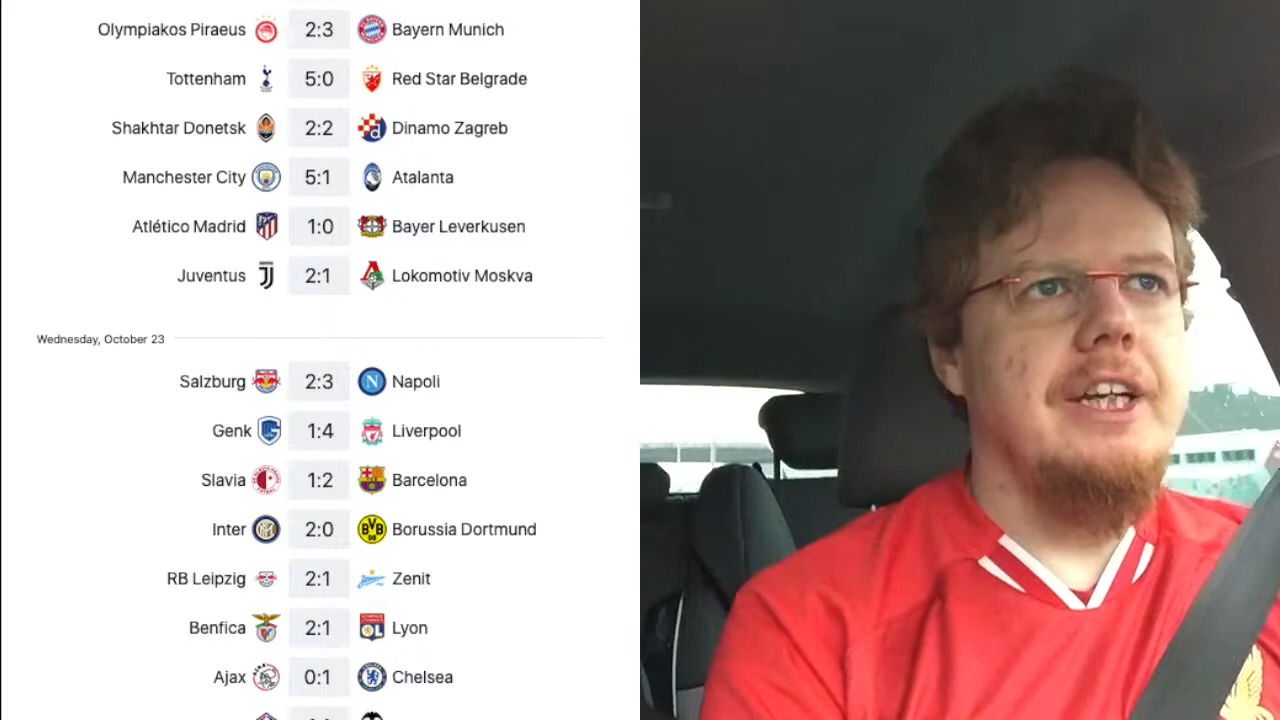 Olympiakos Piraeus 2:3 Bayern Munich
Tottenham 5:0 Red Star Belgrade
Shakhtar Donetsk 2:2 Dinamo Zagreb
Manchester City 5:1 Atalanta
Atlético Madrid 1:0 Bayer Leverkusen
Juventus 2:1 Lokomotiv Moskva
Wednesday, October 23
Salzburg 2:3 Napoli
Genk 1:4 Liverpool
Slavia 1:2 Barcelona
Inter 2:0 Borussia Dortmund
RB Leipzig 2:1 Zenit
Benfica 2:1 Lyon
Ajax 0:1 Chelsea